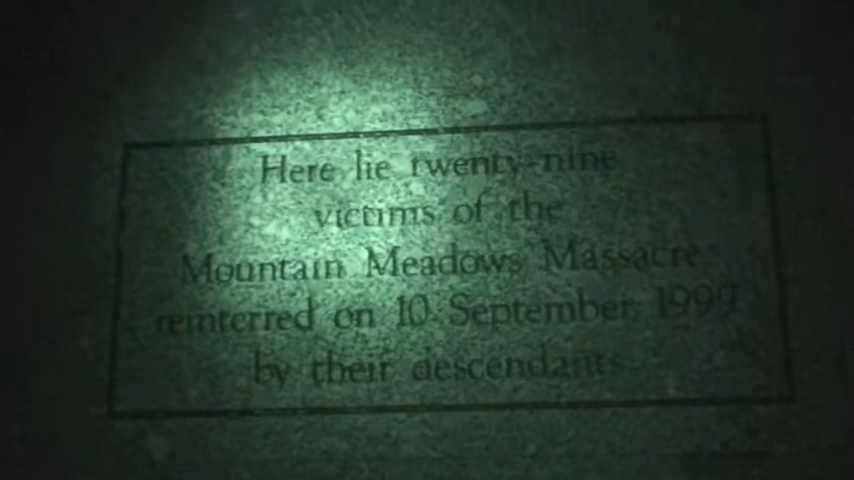 Here lie twenty-nine
victims of the
Mountain Meadows Massacre
reinterred on 10 September 1999
by their descendants